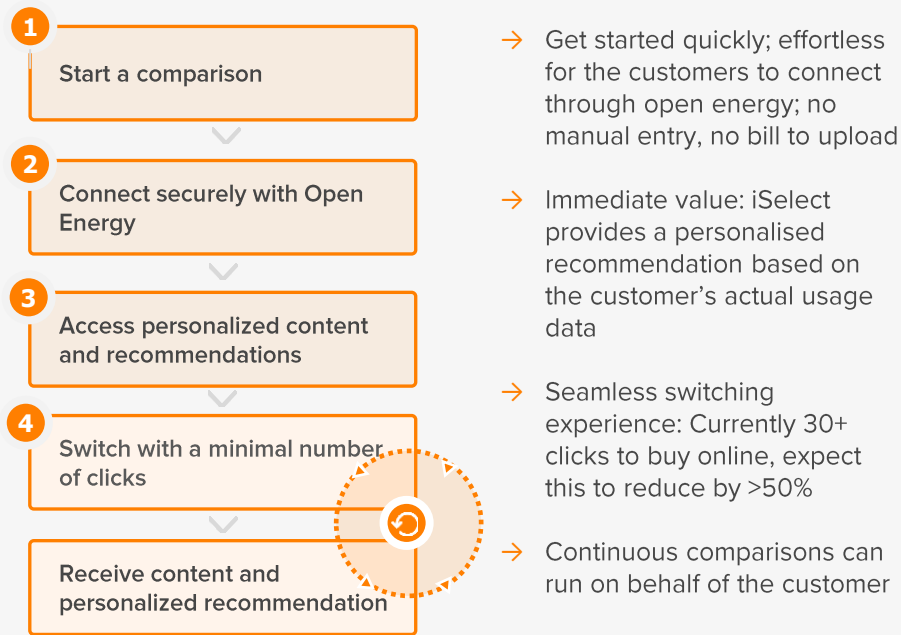 1
Start a comparison
2
Connect securely with Open
Energy
3
Access personalized content
and recommendations
4
Switch with a minimal number
of clicks
Receive content and
personalized recommendation
→ Get started quickly; effortless
for the customers to connect
through open energy; no
manual entry, no bill to upload
→ Immediate value: iSelect
provides a personalised
recommendation based on
the customer’s actual usage
data
→ Seamless switching
experience: Currently 30+
clicks to buy online, expect
this to reduce by >50%
→ Continuous comparisons can
run on behalf of the customer